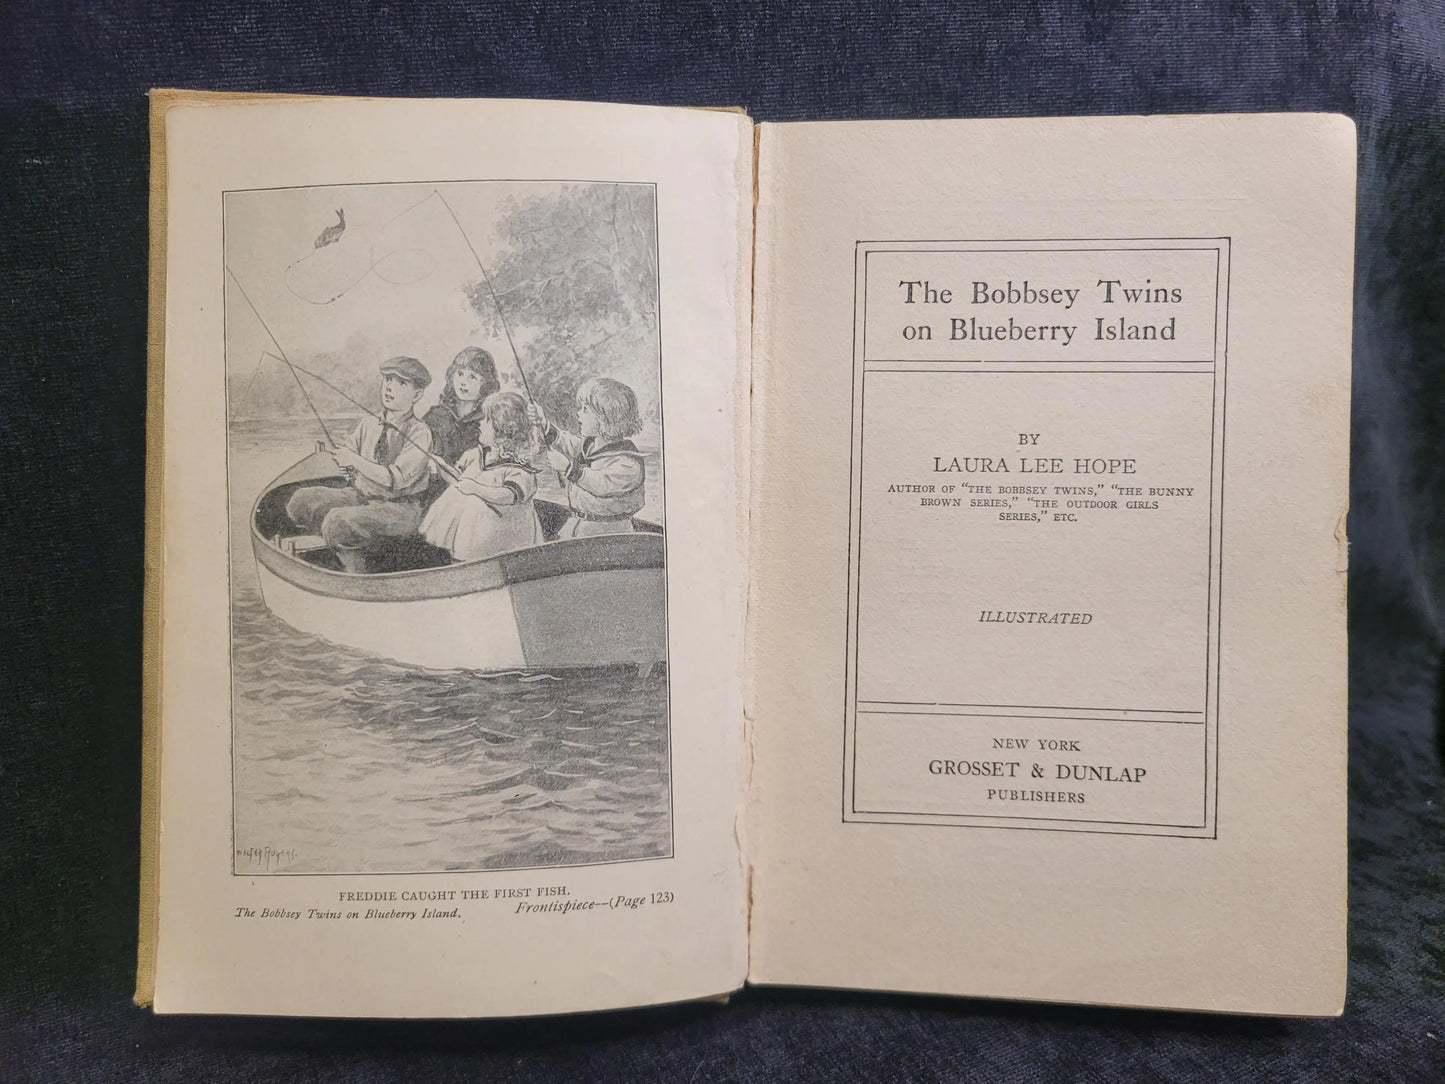 WALTER ROGERS.
FREDDIE CAUGHT THE FIRST FISH.
The Bobbsey Twins on Blueberry Island. Frontispiece--(Page 123)
The Bobbsey Twins
on Blueberry Island
BY
LAURA LEE HOPE
AUTHOR OF "THE BOBBSEY TWINS," "THE BUNNY
BROWN SERIES," "THE OUTDOOR GIRLS
SERIES," ETC.
ILLUSTRATED
NEW YORK
GROSSET & DUNLAP
PUBLISHERS